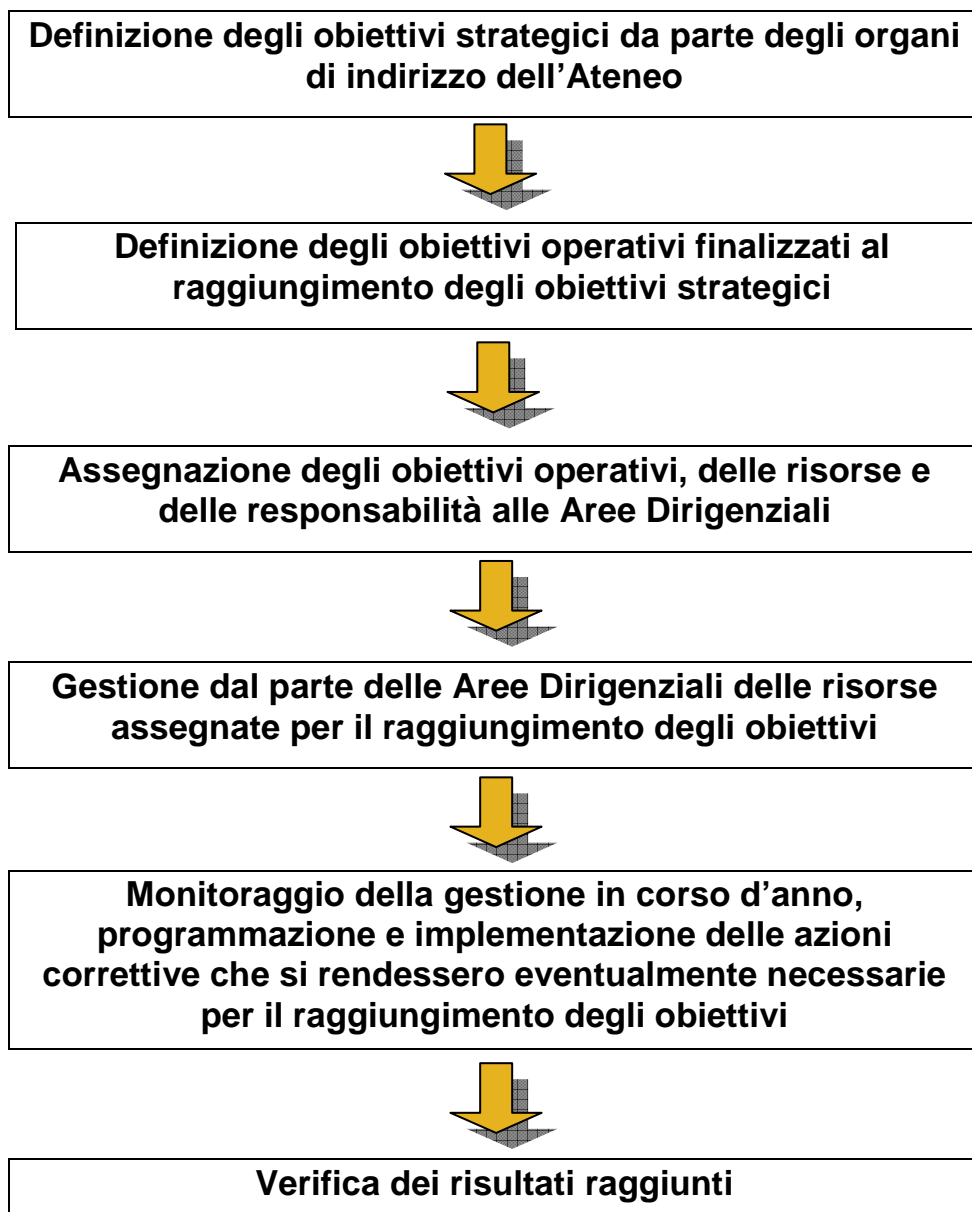 Definizione degli obiettivi strategici da parte degli organi
di indirizzo dell’Ateneo
Definizione degli obiettivi operativi finalizzati al
raggiungimento degli obiettivi strategici
Assegnazione degli obiettivi operativi, delle risorse e
delle responsabilità alle Aree Dirigenziali
Gestione dal parte delle Aree Dirigenziali delle risorse
assegnate per il raggiungimento degli obiettivi
Monitoraggio della gestione in corso d’anno,
programmazione e implementazione delle azioni
correttive che si rendessero eventualmente necessarie
per il raggiungimento degli obiettivi
Verifica dei risultati raggiunti